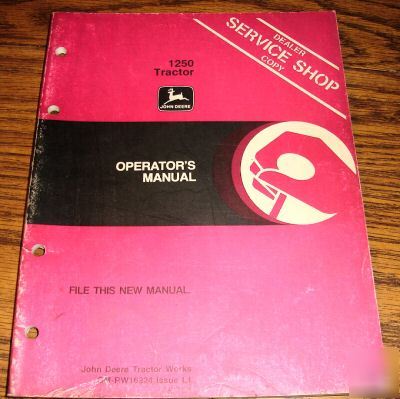 DEALER
SERVICE SHOP
COPY
1250
Tractor
JOHN DEERE
OPERATOR'S
MANUAL
FILE THIS NEW MANUAL.
John Deere Tractor Works
OM-RW16324 Issue L1